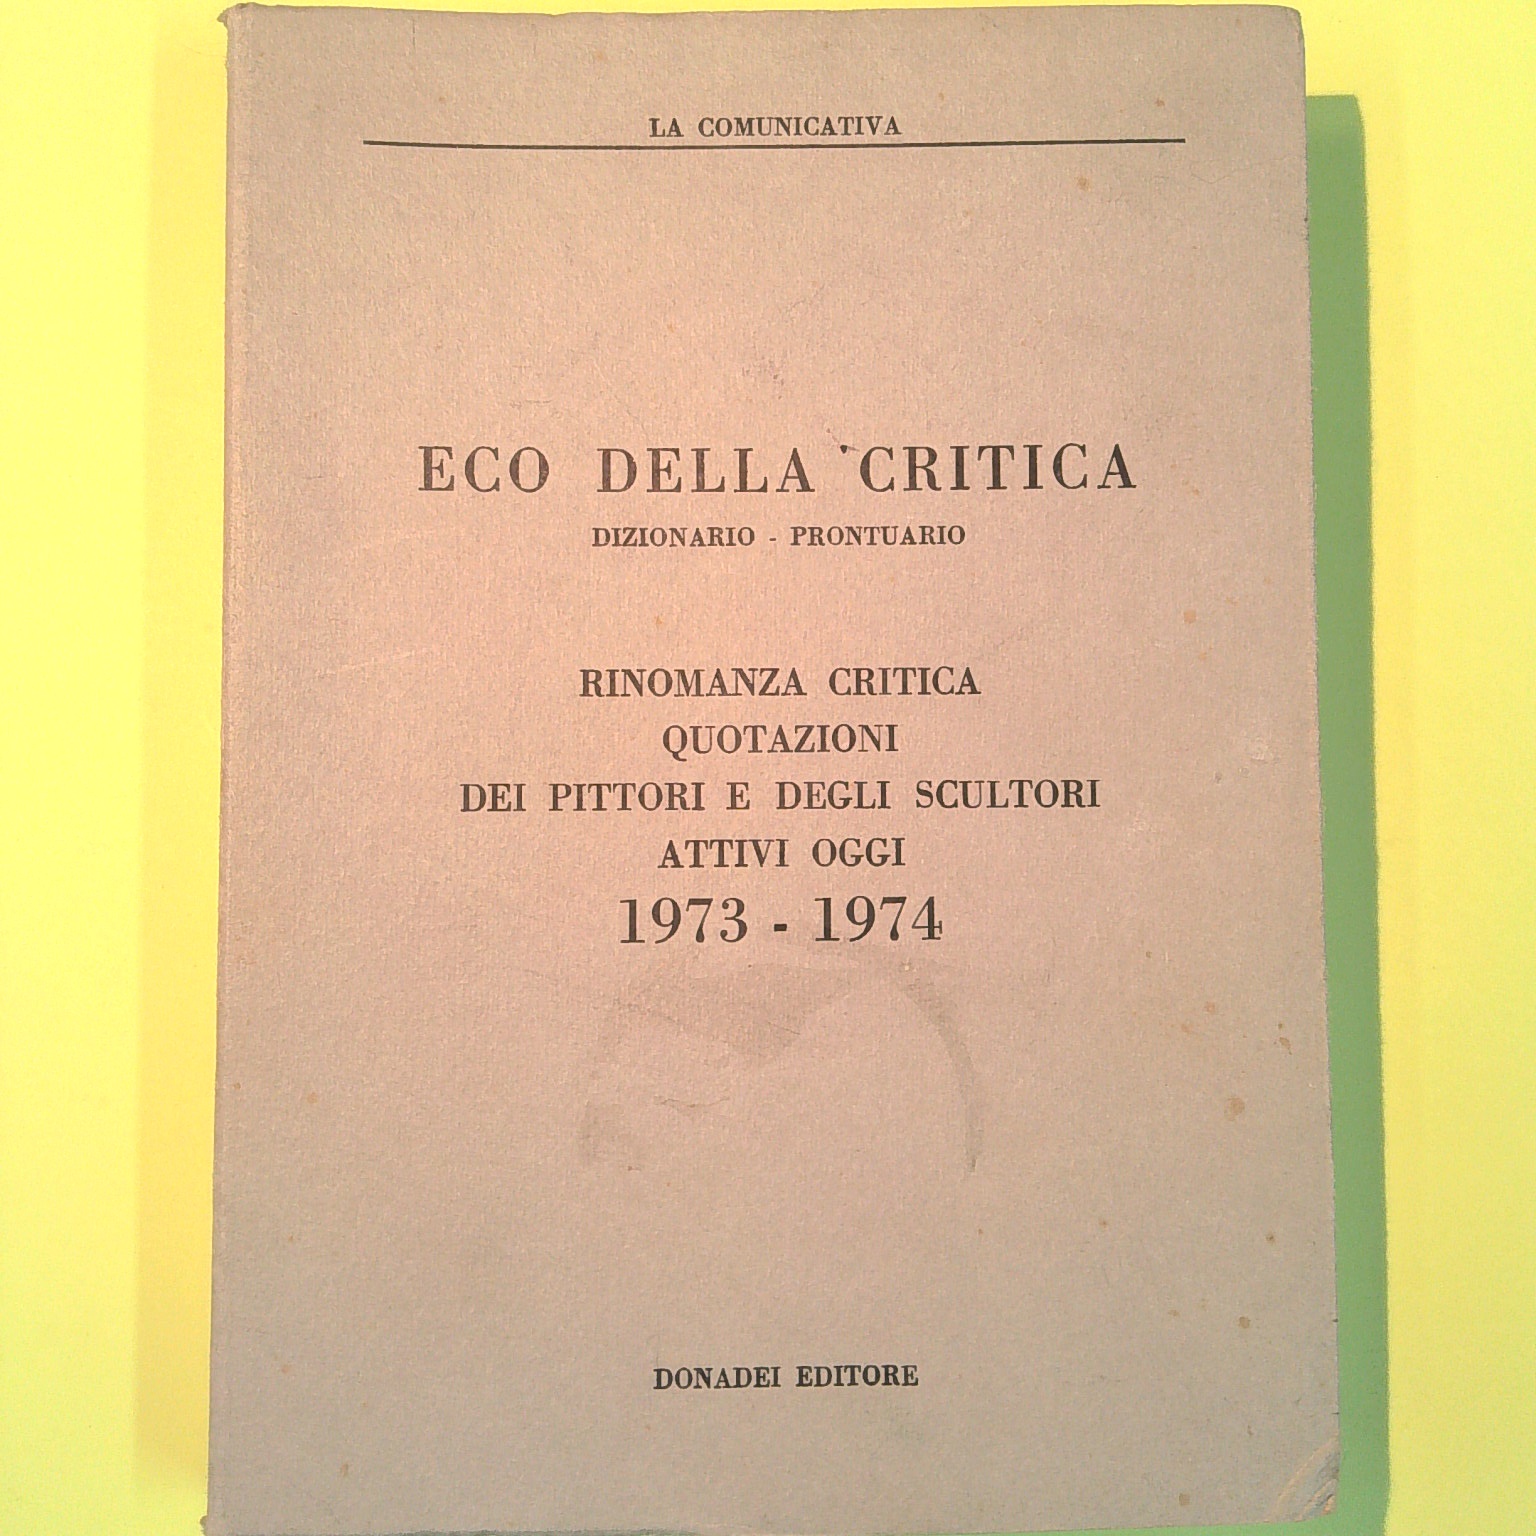 LA COMUNICATIVA
ECO DELLA CRITICA
DIZIONARIO - PRONTUARIO
RINOMANZA CRITICA
QUOTAZIONI
DEI PITTORI E DEGLI SCULTORI
ATTIVI OGGI
1973 - 1974
DONADEI EDITORE